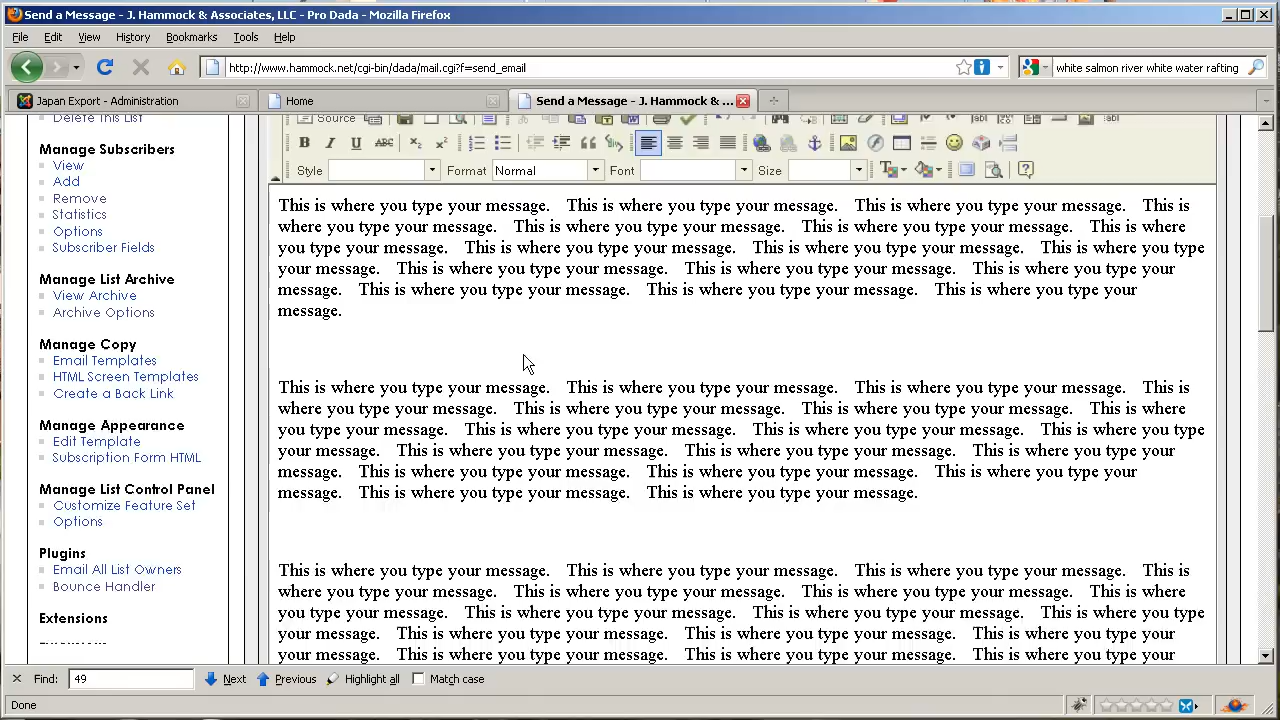 Send a Message - J. Hammock & Associates, LLC - Pro Dada - Mozilla Firefox
File Edit View History Bookmarks Tools Help
http://www.hammock.net/cgi-bin/dada/mail.cgi?f=send_email
white salmon river white water rafting
Japan Export - Administration
Home
Send a Message - J. Hammock & ...
Delete This List
Manage Subscribers
View
Add
Remove
Statistics
Options
Subscriber Fields
Manage List Archive
View Archive
Archive Options
Manage Copy
Email Templates
HTML Screen Templates
Create a Back Link
Manage Appearance
Edit Template
Subscription Form HTML
Manage List Control Panel
Customize Feature Set
Options
Plugins
Email All List Owners
Bounce Handler
Extensions
Source
B I U ABC x₂ x²
Style Format Normal Font Size
This is where you type your message. This is where you type your message. This is where you type your message. This is
where you type your message. This is where you type your message. This is where you type your message. This is where
you type your message. This is where you type your message. This is where you type your message. This is where you type
your message. This is where you type your message. This is where you type your message. This is where you type your
message. This is where you type your message. This is where you type your message. This is where you type your
message.
This is where you type your message. This is where you type your message. This is where you type your message. This is
where you type your message. This is where you type your message. This is where you type your message. This is where
you type your message. This is where you type your message. This is where you type your message. This is where you type
your message. This is where you type your message. This is where you type your message. This is where you type your
message. This is where you type your message. This is where you type your message. This is where you type your
message. This is where you type your message. This is where you type your message.
This is where you type your message. This is where you type your message. This is where you type your message. This is
where you type your message. This is where you type your message. This is where you type your message. This is where
you type your message. This is where you type your message. This is where you type your message. This is where you type
your message. This is where you type your message. This is where you type your message. This is where you type your
message. This is where you type your message. This is where you type your message. This is where you type your
Find: 49 Next Previous Highlight all Match case
Done